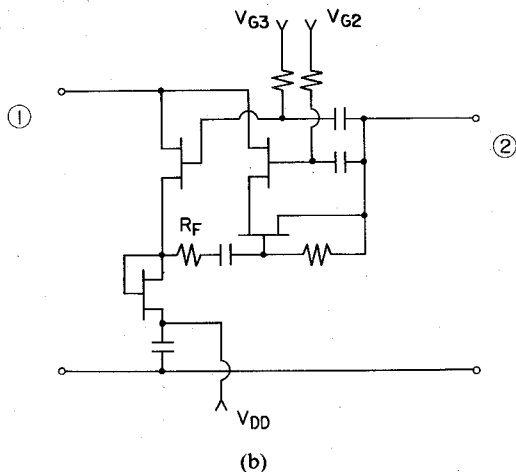 V_G3 V_G2
①
②
R_F
V_DD
(b)